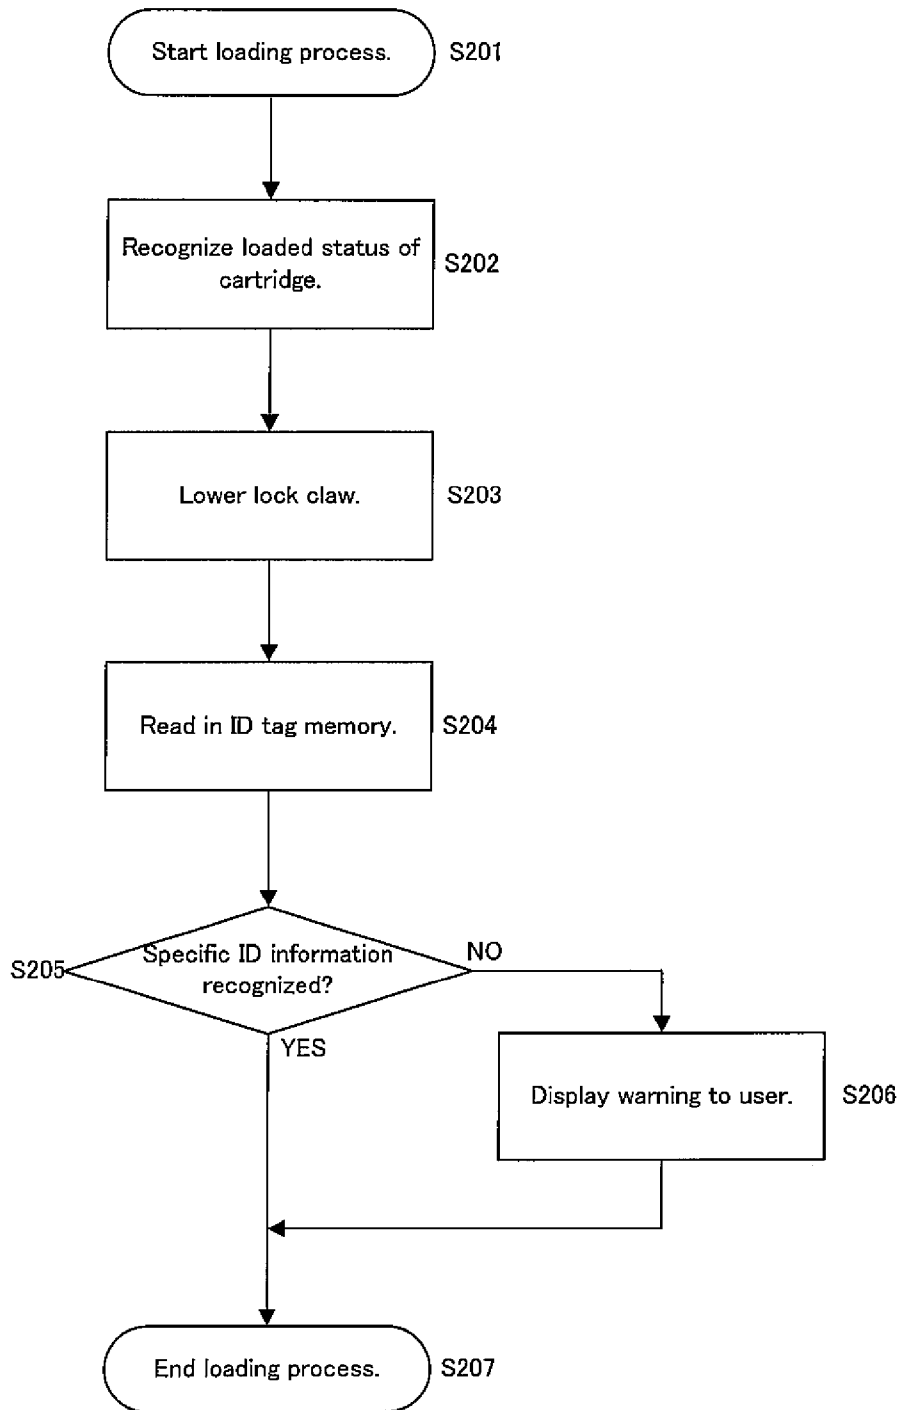 Start loading process.
S201
Recognize loaded status of
cartridge.
S202
Lower lock claw.
S203
Read in ID tag memory.
S204
S205
Specific ID information
recognized?
NO
YES
Display warning to user.
S206
End loading process.
S207